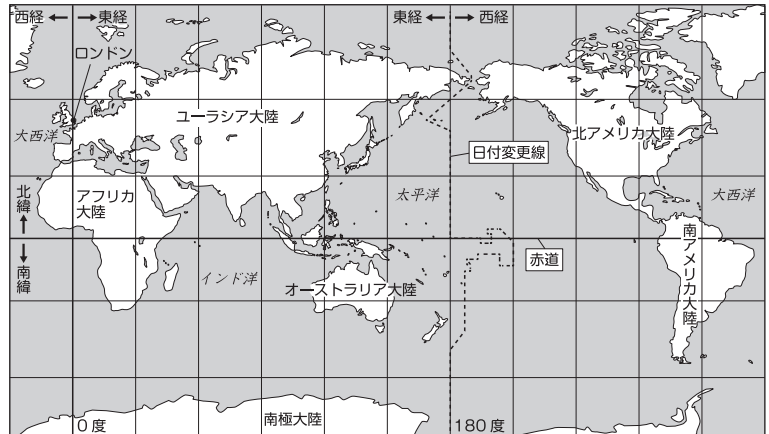 西経 ← → 東経
東経 ← → 西経
ロンドン
ユーラシア大陸
大西洋
北アメリカ大陸
日付変更線
アフリカ
大陸
太平洋
大西洋
北緯
↑
↓
南緯
赤道
南アメリカ大陸
インド洋
オーストラリア大陸
南極大陸
0度
180度